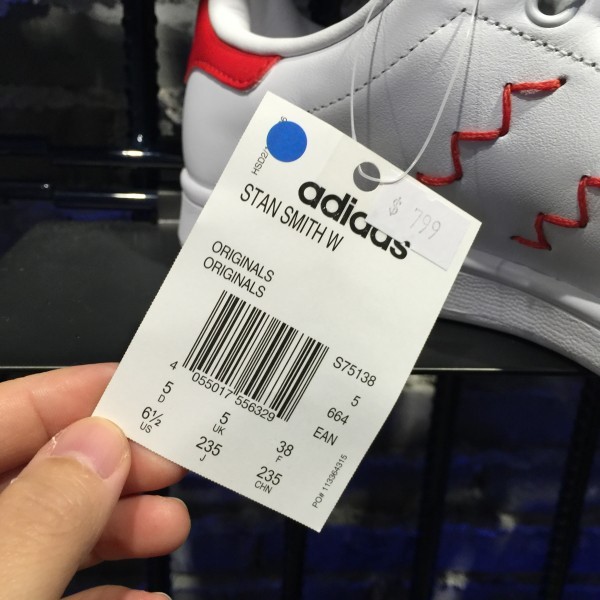 HSD2/
adidas
$ 799
STAN SMITH W
ORIGINALS
ORIGINALS
4 055017 556329
S75138
5
664
EAN
5
D
5
UK
38
F
6½
US
235
J
235
CHN
PO# 113364315